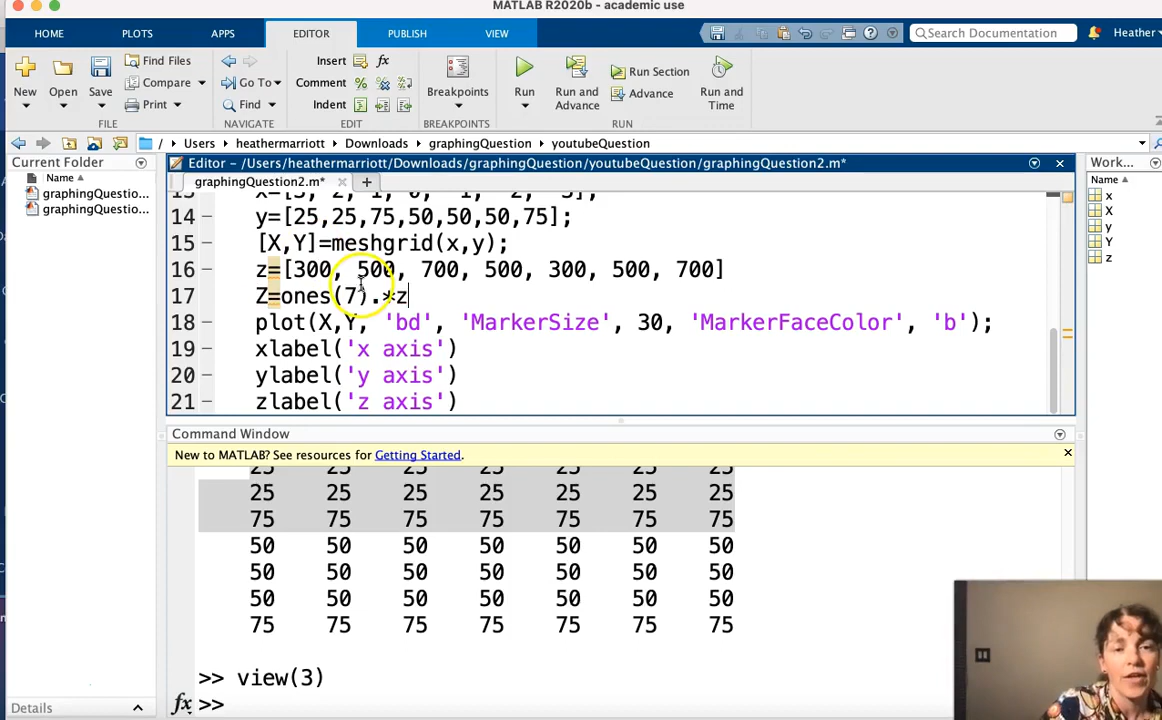 MATLAB R2020b - academic use
HOME PLOTS APPS EDITOR PUBLISH VIEW Search Documentation Heather
New Open Save Find Files Compare Print Go To Find Insert fx Comment % Indent Breakpoints Run Run and Advance Run Section Advance Run and Time
FILE NAVIGATE EDIT BREAKPOINTS RUN
/ Users heathermarriott Downloads graphingQuestion youtubeQuestion
Current Folder
Name
graphingQuestio...
graphingQuestio...
Editor - /Users/heathermarriott/Downloads/graphingQuestion/youtubeQuestion/graphingQuestion2.m*
graphingQuestion2.m*
14 - y=[25,25,75,50,50,50,75];
15 - [X,Y]=meshgrid(x,y);
16 - z=[300, 500, 700, 500, 300, 500, 700]
17 - Z=ones(7).*z
18 - plot(X,Y, 'bd', 'MarkerSize', 30, 'MarkerFaceColor', 'b');
19 - xlabel('x axis')
20 - ylabel('y axis')
21 - zlabel('z axis')
Work...
Name
x
X
y
Y
z
Command Window
New to MATLAB? See resources for Getting Started.
25 25 25 25 25 25 25
25 25 25 25 25 25 25
75 75 75 75 75 75 75
50 50 50 50 50 50 50
50 50 50 50 50 50 50
50 50 50 50 50 50 50
75 75 75 75 75 75 75
>> view(3)
fx >>
Details